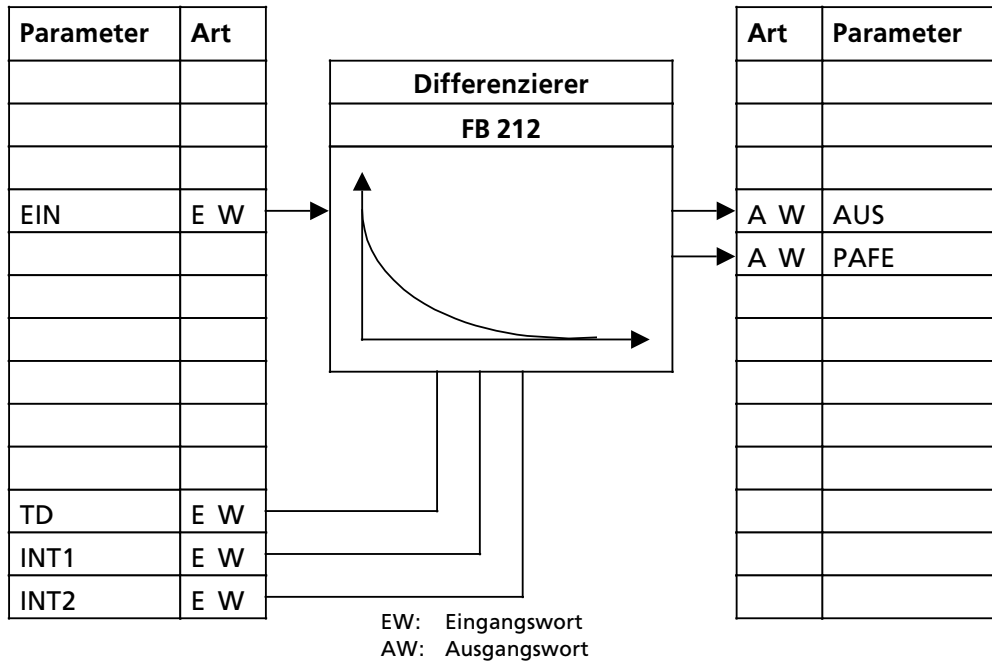 Parameter Art
Differenzierer
FB 212
EIN E W
TD E W
INT1 E W
INT2 E W
Art Parameter
A W AUS
A W PAFE
EW: Eingangswort
AW: Ausgangswort